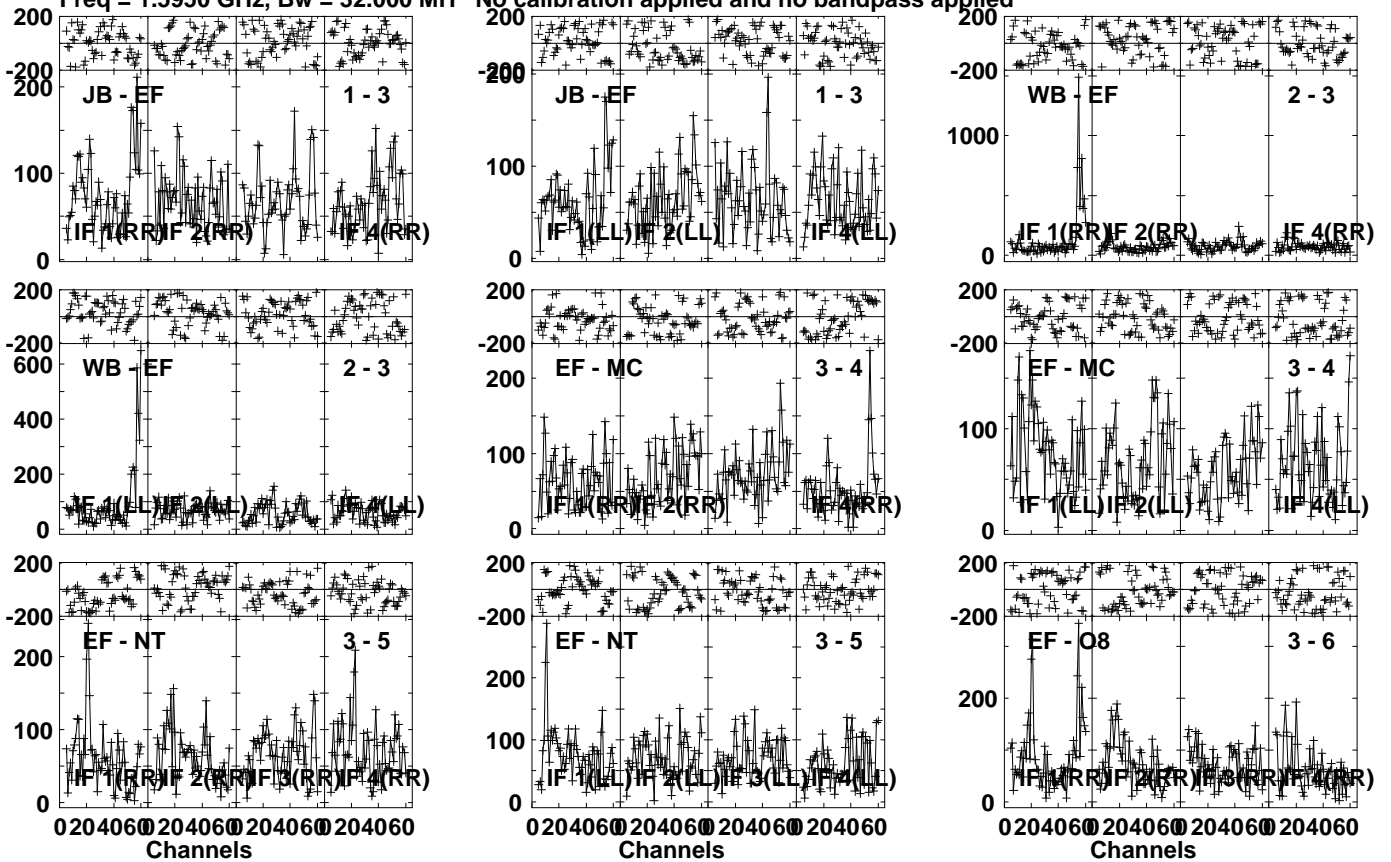 Freq = 1.5950 GHz, Bw = 32.000 MH No calibration applied and no bandpass applied
200
-200
200
100
0
JB - EF 1 - 3
IF 1(RR) IF 2(RR) IF 4(RR)
200
-200
200
100
0
JB - EF 1 - 3
IF 1(LL) IF 2(LL) IF 4(LL)
200
-200
1000
0
WB - EF 2 - 3
IF 1(RR) IF 2(RR) IF 4(RR)
200
-200
600
400
200
0
WB - EF 2 - 3
IF 1(LL) IF 2(LL) IF 4(LL)
200
-200
200
100
0
EF - MC 3 - 4
IF 1(RR) IF 2(RR) IF 4(RR)
200
-200
100
0
EF - MC 3 - 4
IF 1(LL) IF 2(LL) IF 4(LL)
200
-200
200
100
0
EF - NT 3 - 5
IF 1(RR) IF 2(RR) IF 3(RR) IF 4(RR)
0 20 40 60 0 20 40 60 0 20 40 60 0 20 40 60
Channels
200
-200
200
100
0
EF - NT 3 - 5
IF 1(LL) IF 2(LL) IF 3(LL) IF 4(LL)
0 20 40 60 0 20 40 60 0 20 40 60 0 20 40 60
Channels
200
-200
200
0
EF - O8 3 - 6
IF 1(RR) IF 2(RR) IF 3(RR) IF 4(RR)
0 20 40 60 0 20 40 60 0 20 40 60 0 20 40 60
Channels